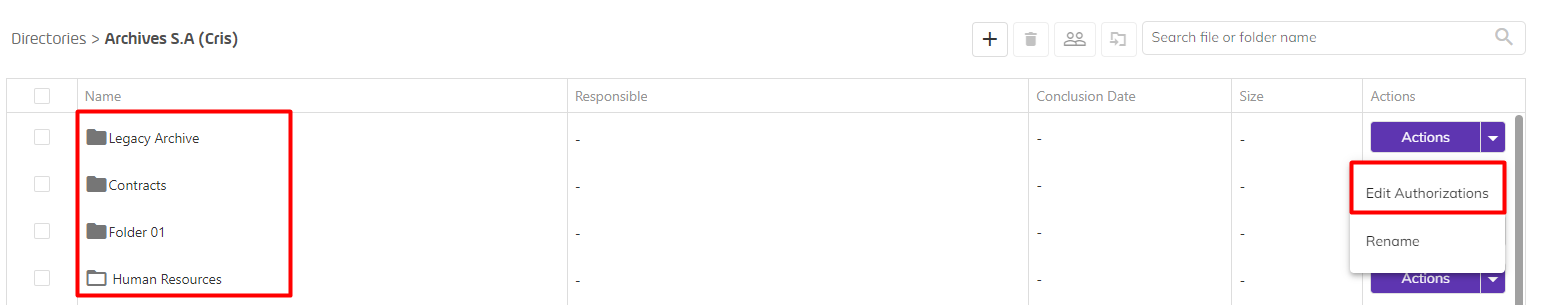 Directories > Archives S.A (Cris)
Search file or folder name
Name Responsible Conclusion Date Size Actions
Legacy Archive - - - Actions
Contracts - - -
Edit Authorizations
Folder 01 - - -
Rename
Human Resources - - - Actions